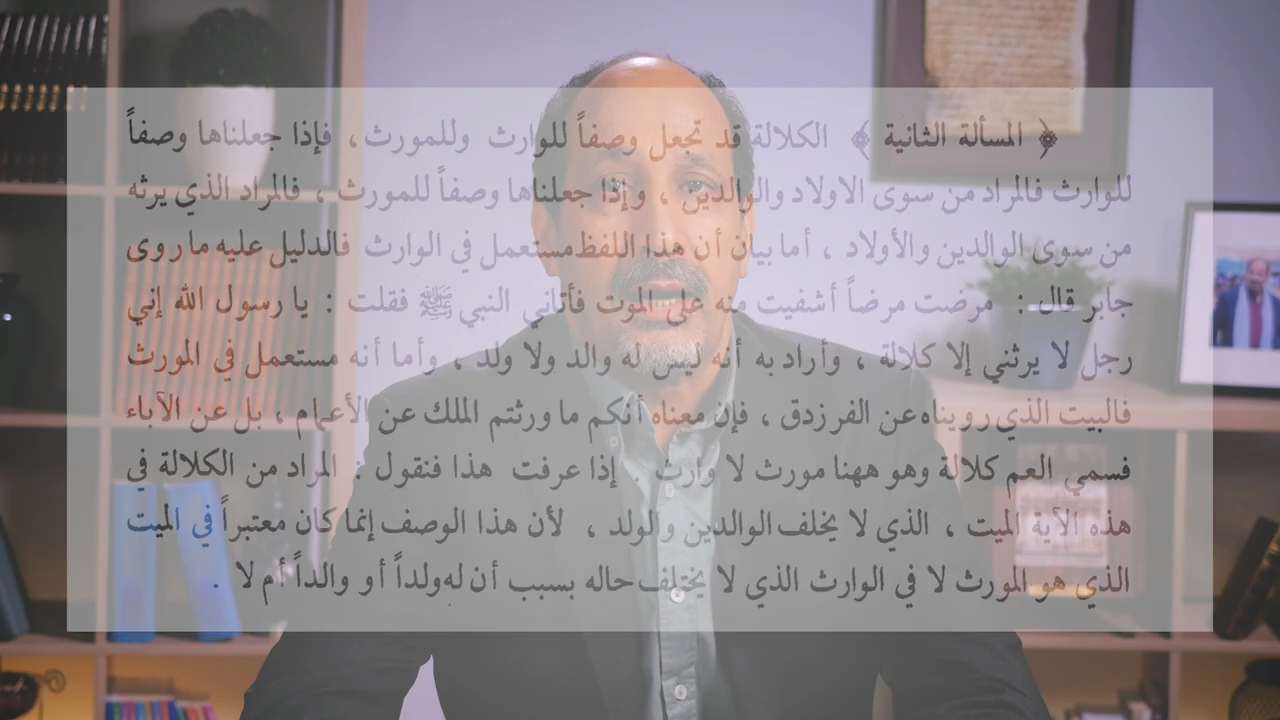 ﴿ المسألة الثانية ﴾ الكلالة قد تجعل وصفاً للوارث وللمورث ، فإذا جعلناها وصفاً
للوارث فالمراد من سوى الاولاد والوالدين ، وإذا جعلناها وصفاً للمورث ، فالمراد الذي يرثه
من سوى الوالدين والأولاد ، أما بيان أن هذا اللفظ مستعمل في الوارث فالدليل عليه ما روى
جابر قال : مرضت مرضاً أشفيت منه على الموت فأتاني النبي ﷺ فقلت : يا رسول الله إني
رجل لا يرثني إلا كلالة ، وأراد به أنه ليس له والد ولا ولد ، وأما أنه مستعمل في المورث
فالبيت الذي رويناه عن الفرزدق ، فإن معناه أنكم ما ورثتم الملك عن الأعمام ، بل عن الآباء
فسمي العم كلالة وهو ههنا مورث لا وارث . إذا عرفت هذا فنقول : المراد من الكلالة في
هذه الآية الميت ، الذي لا يخلف الوالدين والولد ، لأن هذا الوصف إنما كان معتبراً في الميت
الذي هو المورث لا في الوارث الذي لا يختلف حاله بسبب أن له ولداً أو والداً أم لا .